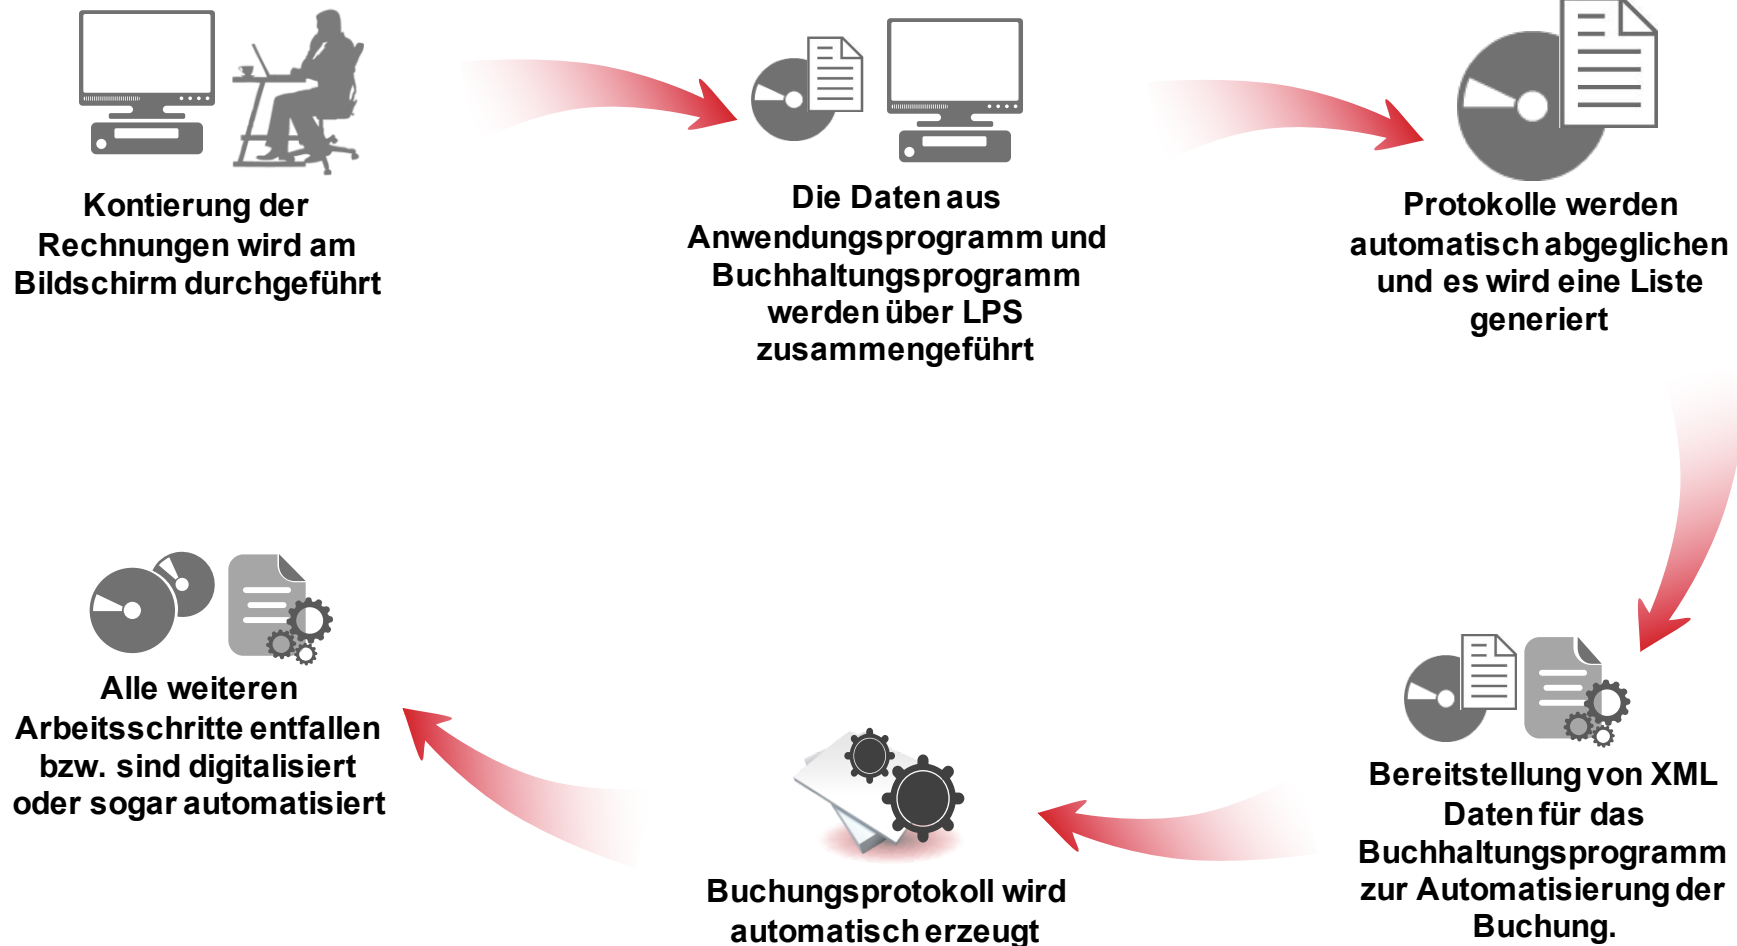 Kontierung der
Rechnungen wird am
Bildschirm durchgeführt
Die Daten aus
Anwendungsprogramm und
Buchhaltungsprogramm
werden über LPS
zusammengeführt
Protokolle werden
automatisch abgeglichen
und es wird eine Liste
generiert
Bereitstellung von XML
Daten für das
Buchhaltungsprogramm
zur Automatisierung der
Buchung.
Buchungsprotokoll wird
automatisch erzeugt
Alle weiteren
Arbeitsschritte entfallen
bzw. sind digitalisiert
oder sogar automatisiert